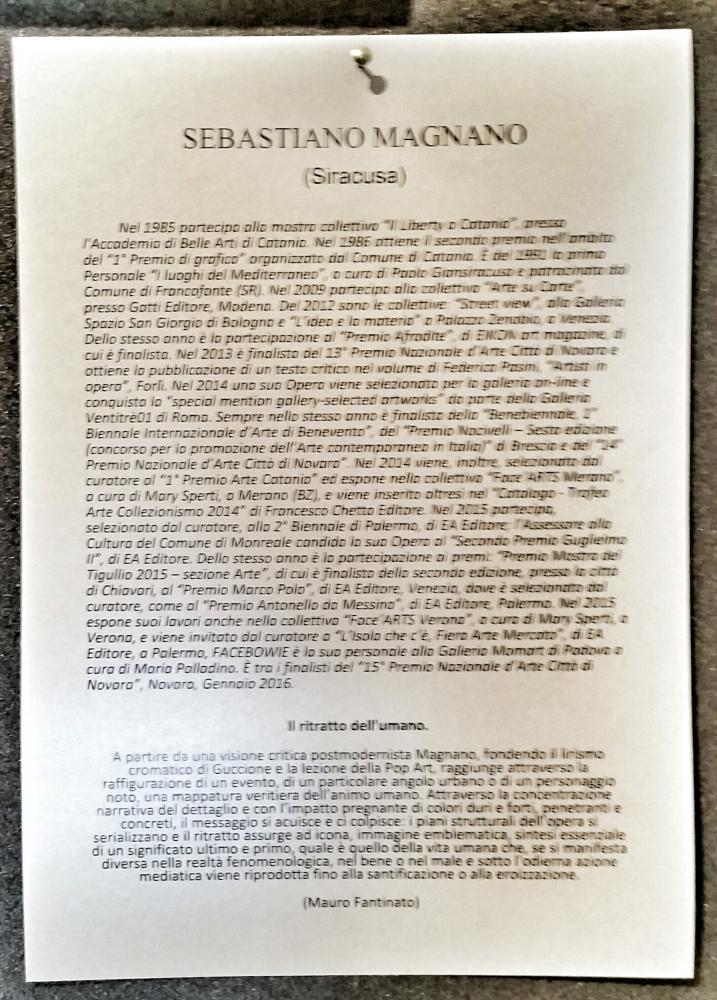 SEBASTIANO MAGNANO
(Siracusa)
Nel 1985 partecipa alla mostra collettiva "Il Liberty a Catania", presso
l'Accademia di Belle Arti di Catania. Nel 1986 ottiene il secondo premio nell'ambito
del "1° Premio di grafica" organizzato dal Comune di Catania. È del 1991 la prima
Personale "I luoghi del Mediterraneo", a cura di Paolo Giansiracusa e patrocinata dal
Comune di Francofonte (SR). Nel 2009 partecipa alla collettiva "Arte su Carta",
presso Gatti Editore, Modena. Del 2012 sono le collettive: "Street view", alla Galleria
Spazio San Giorgio di Bologna e "L'idea e la materia" a Palazzo Zenobio, a Venezia.
Dello stesso anno è la partecipazione al "Premio Afrodite", di EIKON art magazine, di
cui è finalista. Nel 2013 è finalista del 13° Premio Nazionale d'Arte Città di Novara e
ottiene la pubblicazione di un testo critico nel volume di Federica Pasini, "Artisti in
opera", Forlì. Nel 2014 una sua Opera viene selezionata per la galleria on-line e
conquista la "special mention gallery-selected artworks" da parte della Galleria
Ventitrè01 di Roma. Sempre nello stesso anno è finalista della "Benebiennale, 2°
Biennale Internazionale d'Arte di Benevento", del "Premio Nocivelli – Sesta edizione
(concorso per la promozione dell'Arte contemporanea in Italia)" di Brescia e del "14°
Premio Nazionale d'Arte Città di Novara". Nel 2014 viene, inoltre, selezionato dal
curatore al "1° Premio Arte Catania" ed espone nella collettiva "Face'ARTS Merano",
a cura di Mary Sperti, a Merano (BZ), e viene inserito altresì nel "Catalogo - Trofeo
Arte Collezionismo 2014" di Francesco Chetta Editore. Nel 2015 partecipa,
selezionato dal curatore, alla 2° Biennale di Palermo, di EA Editore; l'Assessore alla
Cultura del Comune di Monreale candida la sua Opera al "Secondo Premio Guglielmo
II", di EA Editore. Dello stesso anno è la partecipazione ai premi: "Premio Mostra del
Tigullio 2015 – sezione Arte", di cui è finalista della seconda edizione, presso la città
di Chiavari, al "Premio Marco Polo", di EA Editore, Venezia, dove è selezionato dal
curatore, come al "Premio Antonello da Messina", di EA Editore, Palermo. Nel 2015
espone suoi lavori anche nella collettiva "Face'ARTS Verona", a cura di Mary Sperti, a
Verona, e viene invitato dal curatore a "L'Isola che c'è, Fiera Arte Mercato", di EA
Editore, a Palermo, FACEBOWIE è la sua personale alla Galleria Mamart di Padova a
cura di Maria Palladino. È tra i finalisti del "15° Premio Nazionale d'Arte Città di
Novara", Novara, Gennaio 2016.
Il ritratto dell'umano.
A partire da una visione critica postmodernista Magnano, fondendo il lirismo
cromatico di Guccione e la lezione della Pop Art, raggiunge attraverso la
raffigurazione di un evento, di un particolare angolo urbano o di un personaggio
noto, una mappatura veritiera dell'animo umano. Attraverso la concentrazione
narrativa del dettaglio e con l'impatto pregnante di colori duri e forti, penetranti e
concreti, il messaggio si acuisce e ci colpisce: i piani strutturali dell'opera si
serializzano e il ritratto assurge ad icona, immagine emblematica, sintesi essenziale
di un significato ultimo e primo, quale è quello della vita umana che, se si manifesta
diversa nella realtà fenomenologica, nel bene o nel male e sotto l'odierna azione
mediatica viene riprodotta fino alla santificazione o alla eroizzazione.
(Mauro Fantinato)